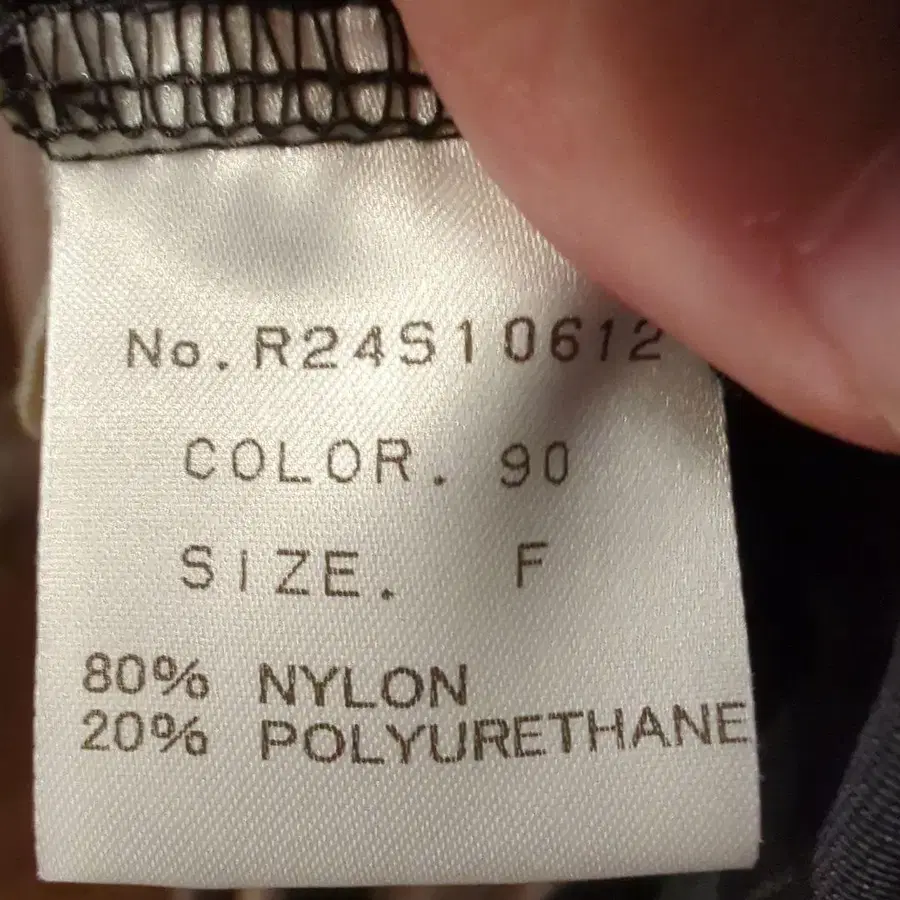 No.R24S10612
COLOR. 90
SIZE. F
80% NYLON
20% POLYURETHANE